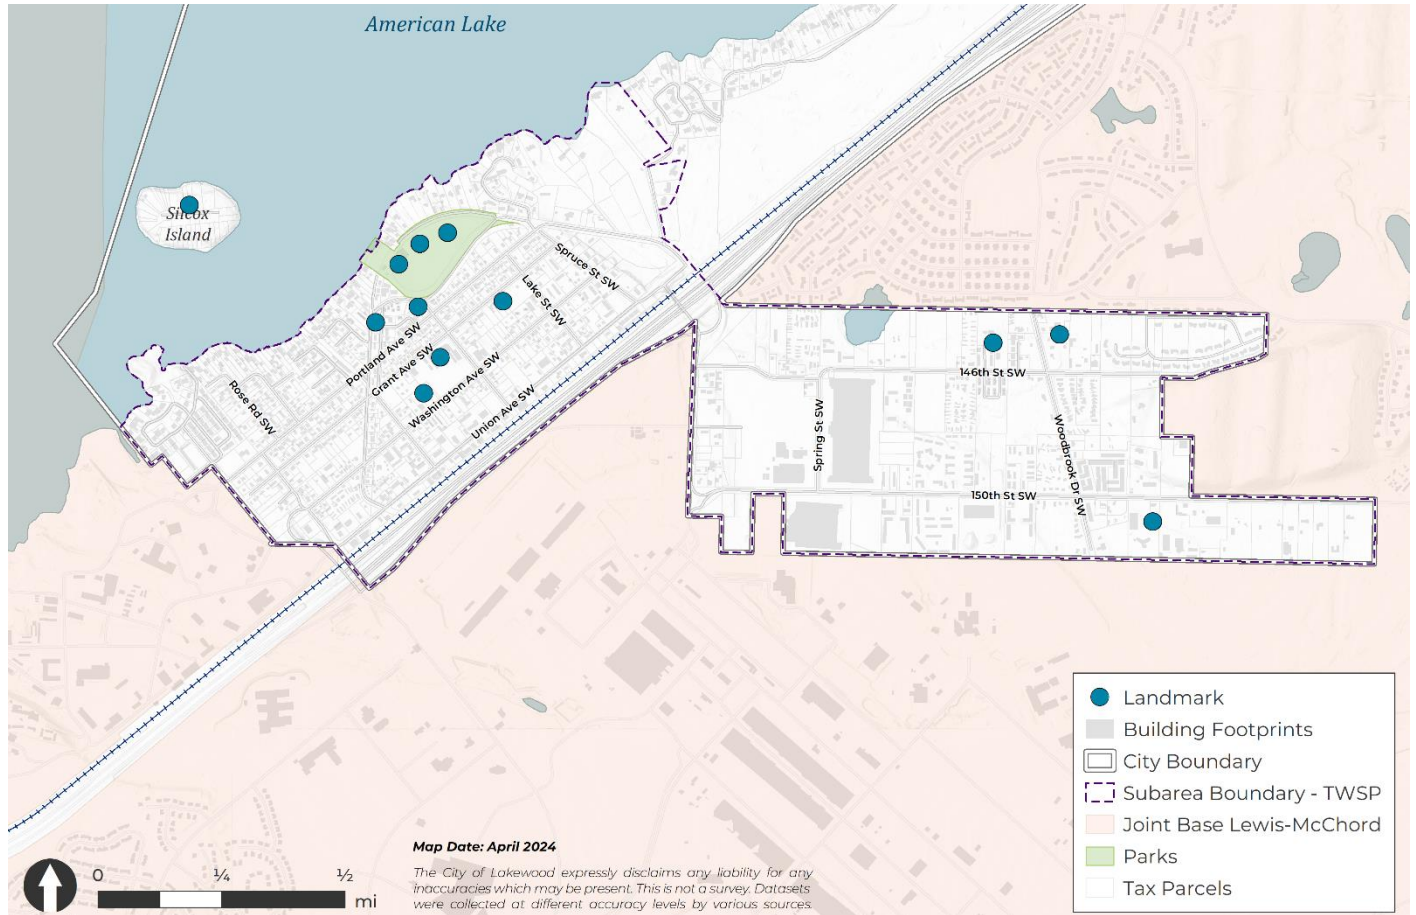 American Lake
Silcox
Island
Spruce St SW
Lake St SW
Portland Ave SW
Grant Ave SW
Washington Ave SW
Union Ave SW
Rose Rd SW
146th St SW
Spring St SW
Woodbrook Dr SW
150th St SW
Landmark
Building Footprints
City Boundary
Subarea Boundary - TWSP
Joint Base Lewis-McChord
Parks
Tax Parcels
Map Date: April 2024
The City of Lakewood expressly disclaims any liability for any
inaccuracies which may be present. This is not a survey. Datasets
were collected at different accuracy levels by various sources.
0 ¼ ½
mi